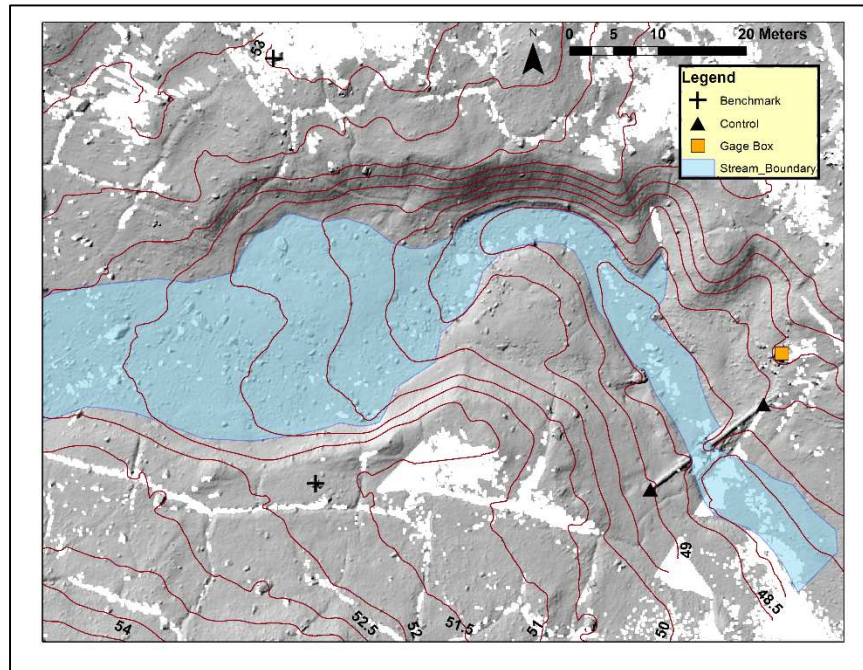 N
0 5 10 20 Meters
Legend
Benchmark
Control
Gage Box
Stream_Boundary
53
49
48.5
50
51
51.5
52
52.5
54